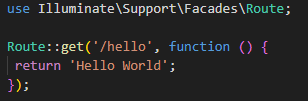 use Illuminate\Support\Facades\Route;
Route::get('/hello', function () {
return 'Hello World';
});